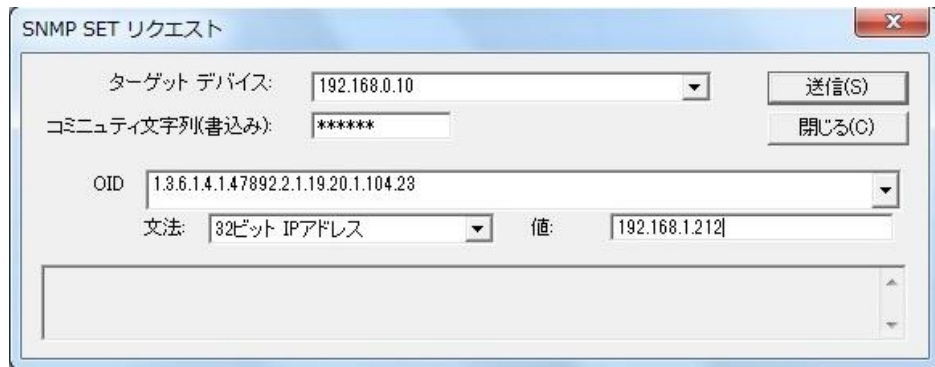 SNMP SET リクエスト
ターゲット デバイス: 192.168.0.10 送信(S)
コミニュティ文字列(書込み): ****** 閉じる(C)
OID 1.3.6.1.4.1.47892.2.1.19.20.1.104.23
文法: 32ビット IPアドレス 値: 192.168.1.212